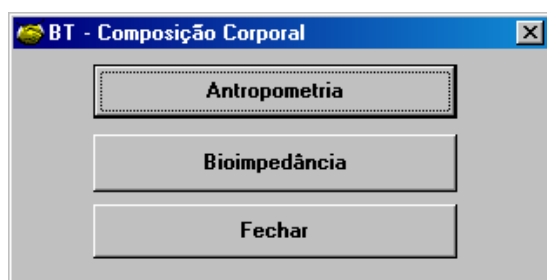 BT - Composição Corporal
Antropometria
Bioimpedância
Fechar